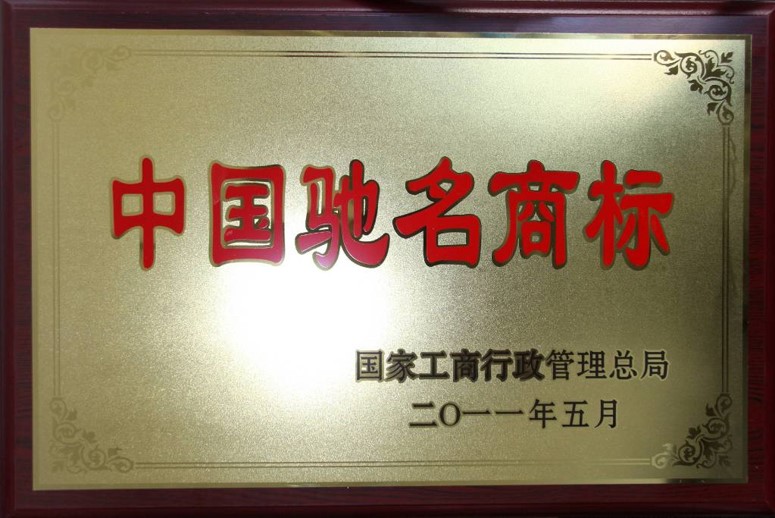 中国驰名商标
国家工商行政管理总局
二〇一一年五月